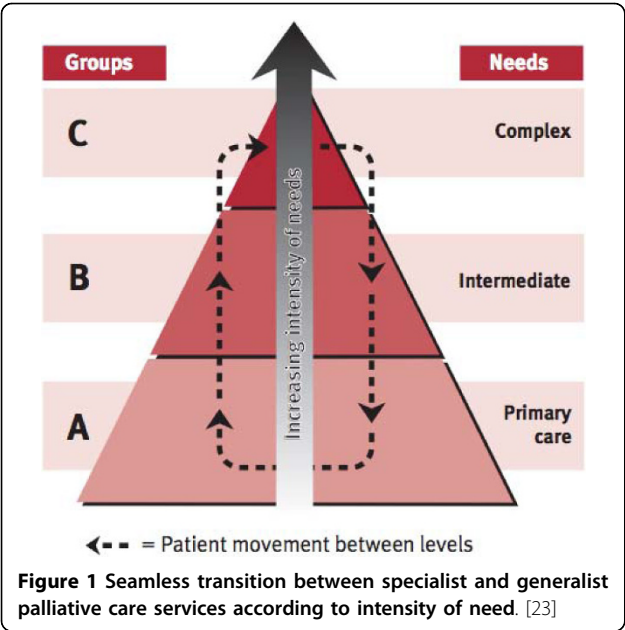 Groups
Needs
C
Complex
B
Intermediate
A
Primary
care
Increasing intensity of needs
= Patient movement between levels
Figure 1 Seamless transition between specialist and generalist
palliative care services according to intensity of need. [23]